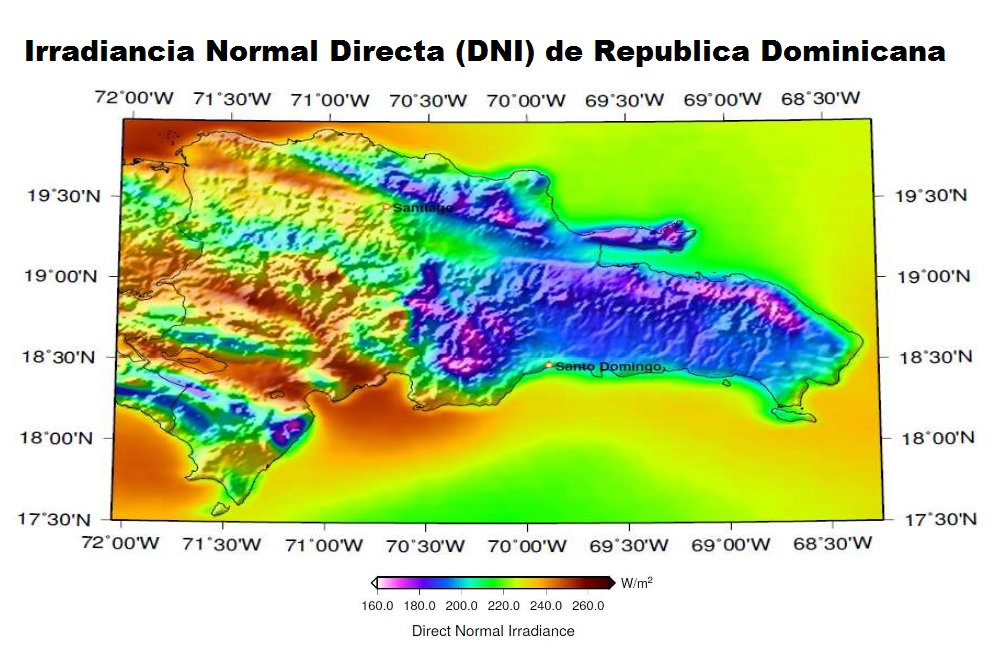 Irradiancia Normal Directa (DNI) de Republica Dominicana
72˚00'W 71˚30'W 71˚00'W 70˚30'W 70˚00'W 69˚30'W 69˚00'W 68˚30'W
19˚30'N 19˚30'N
Santiago
19˚00'N 19˚00'N
18˚30'N 18˚30'N
Santo Domingo
18˚00'N 18˚00'N
17˚30'N 17˚30'N
72˚00'W 71˚30'W 71˚00'W 70˚30'W 70˚00'W 69˚30'W 69˚00'W 68˚30'W
W/m²
160.0 180.0 200.0 220.0 240.0 260.0
Direct Normal Irradiance